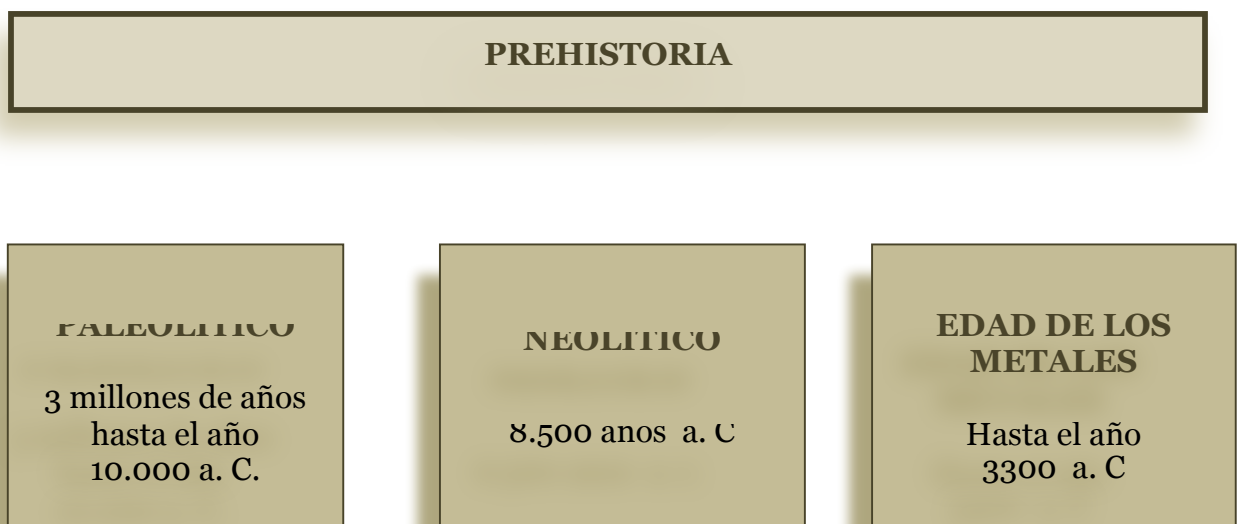 PREHISTORIA
PALEOLITICO
3 millones de años
hasta el año
10.000 a. C.
NEOLITICO
8.500 anos a. C
EDAD DE LOS
METALES
Hasta el año
3300 a. C